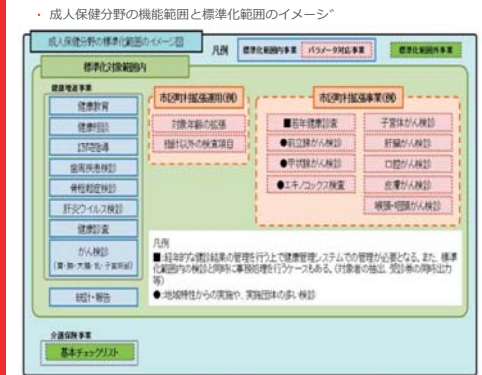 ・ 成人保健分野の機能範囲と標準化範囲のイメージ
成人保健分野の標準化範囲のイメージ図
凡例
標準化範囲内事業
パラメータ対応事業
標準化範囲外事業
標準化対象範囲内
健康増進事業
健康教育
健康相談
訪問指導
歯周疾患検診
骨粗鬆症検診
肝炎ウイルス検診
健康診査
がん検診
(胃・肺・大腸・乳・子宮頸部)
統計・報告
市区町村拡張運用(例)
対象年齢の拡張
指針以外の検査項目
市区町村拡張事業(例)
■若年健康診査
●前立腺がん検診
●甲状腺がん検診
●エキノコックス検査
子宮体がん検診
肝臓がん検診
口腔がん検診
皮膚がん検診
喉頭・咽頭がん検診
凡例
■:経年的な健診結果の管理を行う上で健康管理システムでの管理が必要となる。また、標準
化範囲内の検診と同時に事務処理を行うケースもある。(対象者の抽出、受診券の同時出力
等)
●:地域特性からの実施や、実施団体の多い検診
介護保険事業
基本チェックリスト